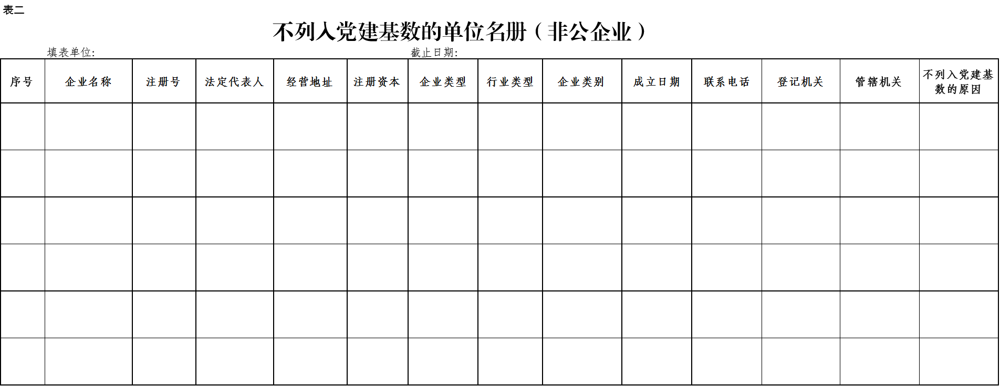 表二
不列入党建基数的单位名册（非公企业）
填表单位: 截止日期:
序号 企业名称 注册号 法定代表人 经营地址 注册资本 企业类型 行业类型 企业类别 成立日期 联系电话 登记机关 管辖机关 不列入党建基
数的原因